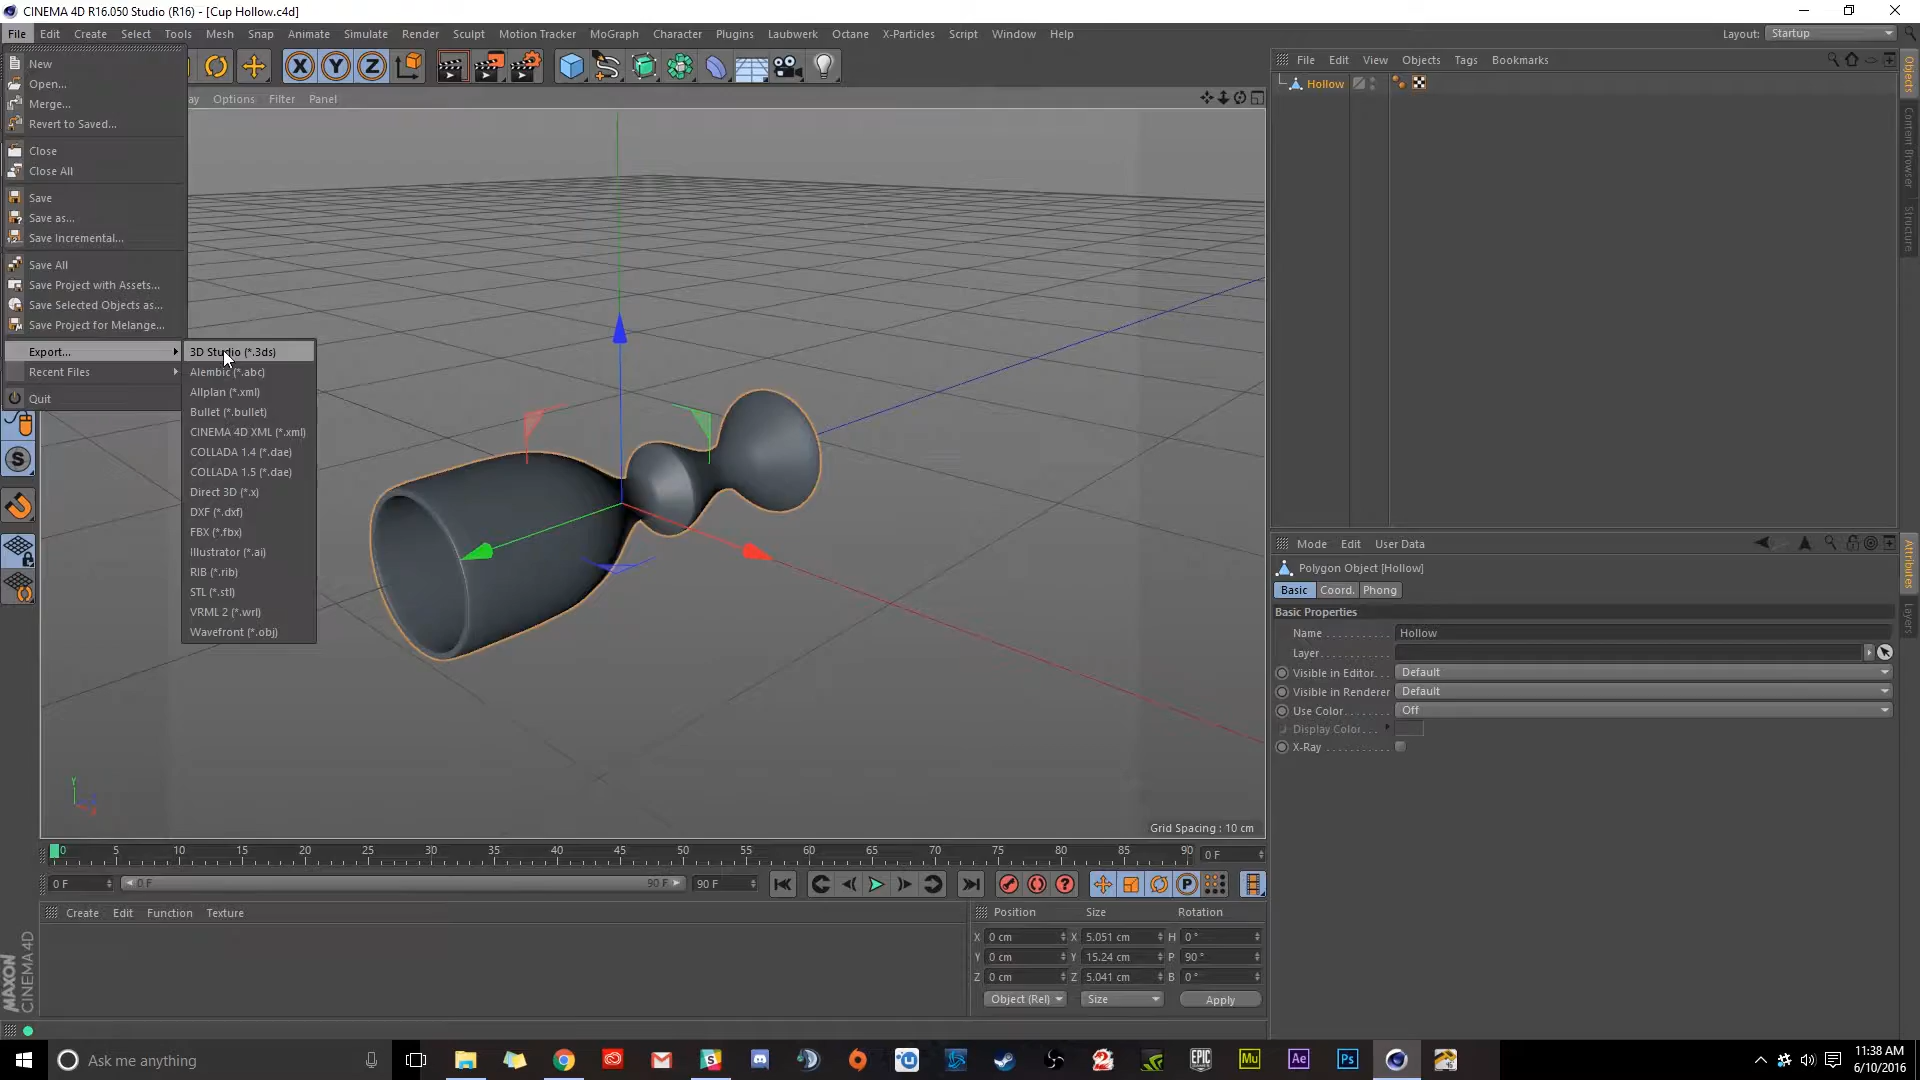 CINEMA 4D R16.050 Studio (R16) - [Cup Hollow.c4d]
File Edit Create Select Tools Mesh Snap Animate Simulate Render Sculpt Motion Tracker MoGraph Character Plugins Laubwerk Octane X-Particles Script Window Help
Layout: Startup
New
Open...
Merge...
Revert to Saved...
Close
Close All
Save
Save as...
Save Incremental...
Save All
Save Project with Assets...
Save Selected Objects as...
Save Project for Melange...
Export...
Recent Files
Quit
3D Studio (*.3ds)
Alembic (*.abc)
Allplan (*.xml)
Bullet (*.bullet)
CINEMA 4D XML (*.xml)
COLLADA 1.4 (*.dae)
COLLADA 1.5 (*.dae)
Direct 3D (*.x)
DXF (*.dxf)
FBX (*.fbx)
Illustrator (*.ai)
RIB (*.rib)
STL (*.stl)
VRML 2 (*.wrl)
Wavefront (*.obj)
X Y Z
Options Filter Panel
Y
Grid Spacing : 10 cm
File Edit View Objects Tags Bookmarks
Hollow
Objects
Content Browser
Structure
Mode Edit User Data
Polygon Object [Hollow]
Basic Coord. Phong
Basic Properties
Name . . . . . . . . . . . . Hollow
Layer. . . . . . . . . . . . .
Visible in Editor. . . Default
Visible in Renderer Default
Use Color. . . . . . . . Off
Display Color. . .
X-Ray . . . . . . . . . . .
Attributes
Layers
0 5 10 15 20 25 30 35 40 45 50 55 60 65 70 75 80 85 90 0 F
0 F 0 F 90 F 90 F
Create Edit Function Texture
Position Size Rotation
X 0 cm X 5.051 cm H 0 °
Y 0 cm Y 15.24 cm P 90 °
Z 0 cm Z 5.041 cm B 0 °
Object (Rel) Size Apply
MAXON
CINEMA 4D
Ask me anything
EPIC GAMES
Mu
Ae
Ps
11:38 AM
6/10/2016